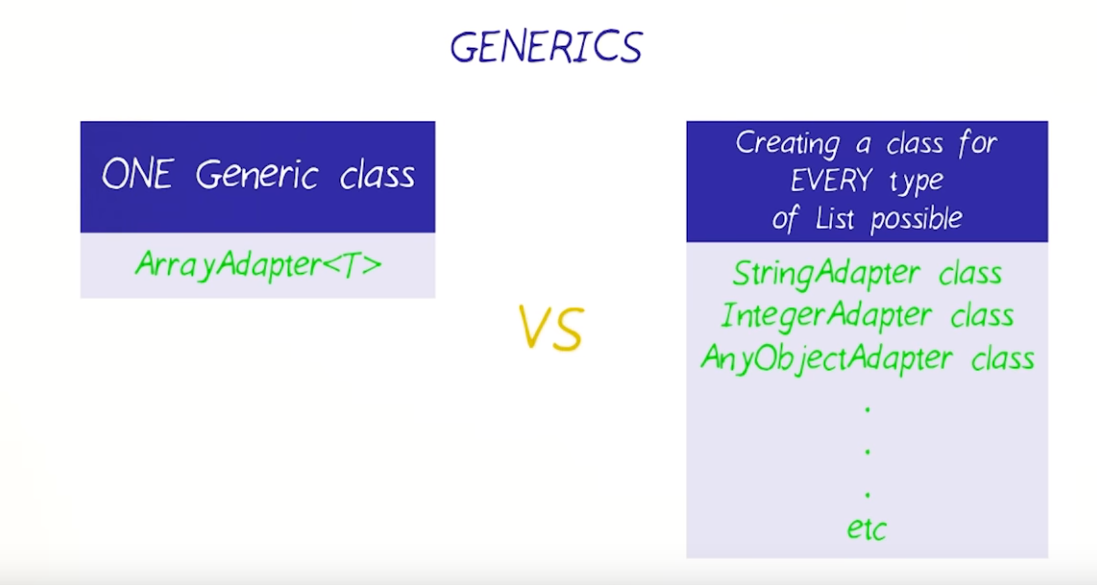 GENERICS
ONE Generic class
ArrayAdapter<T>
VS
Creating a class for
EVERY type
of List possible
StringAdapter class
IntegerAdapter class
AnyObjectAdapter class
.
.
.
etc